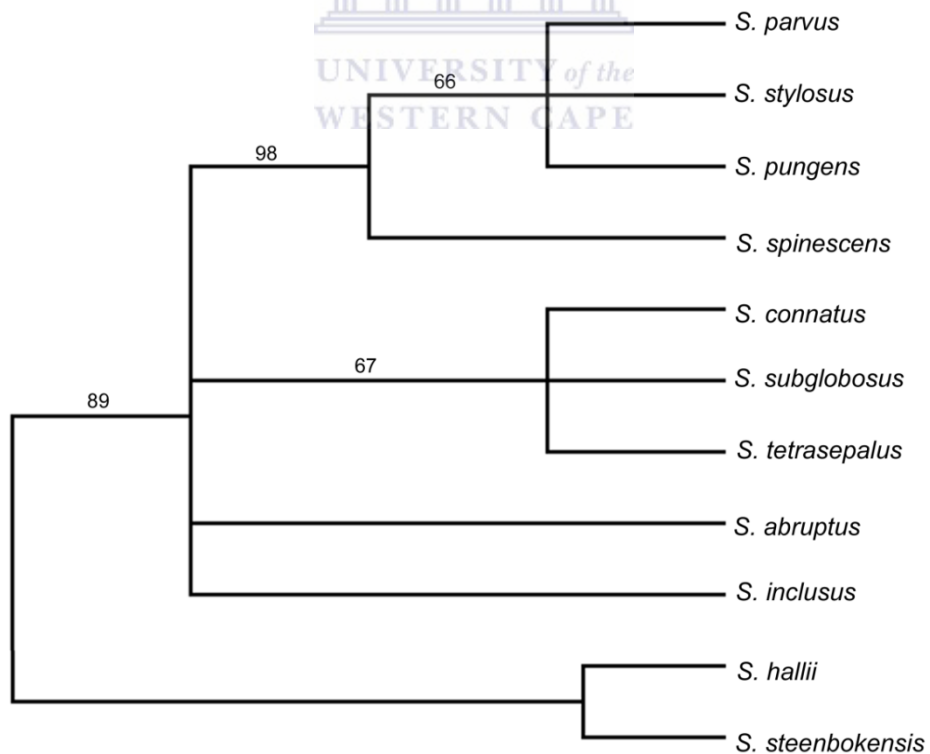 S. parvus
UNIVERSITY of the
66
S. stylosus
WESTERN CAPE
98
S. pungens
S. spinescens
S. connatus
67
S. subglobosus
89
S. tetrasepalus
S. abruptus
S. inclusus
S. hallii
S. steenbokensis